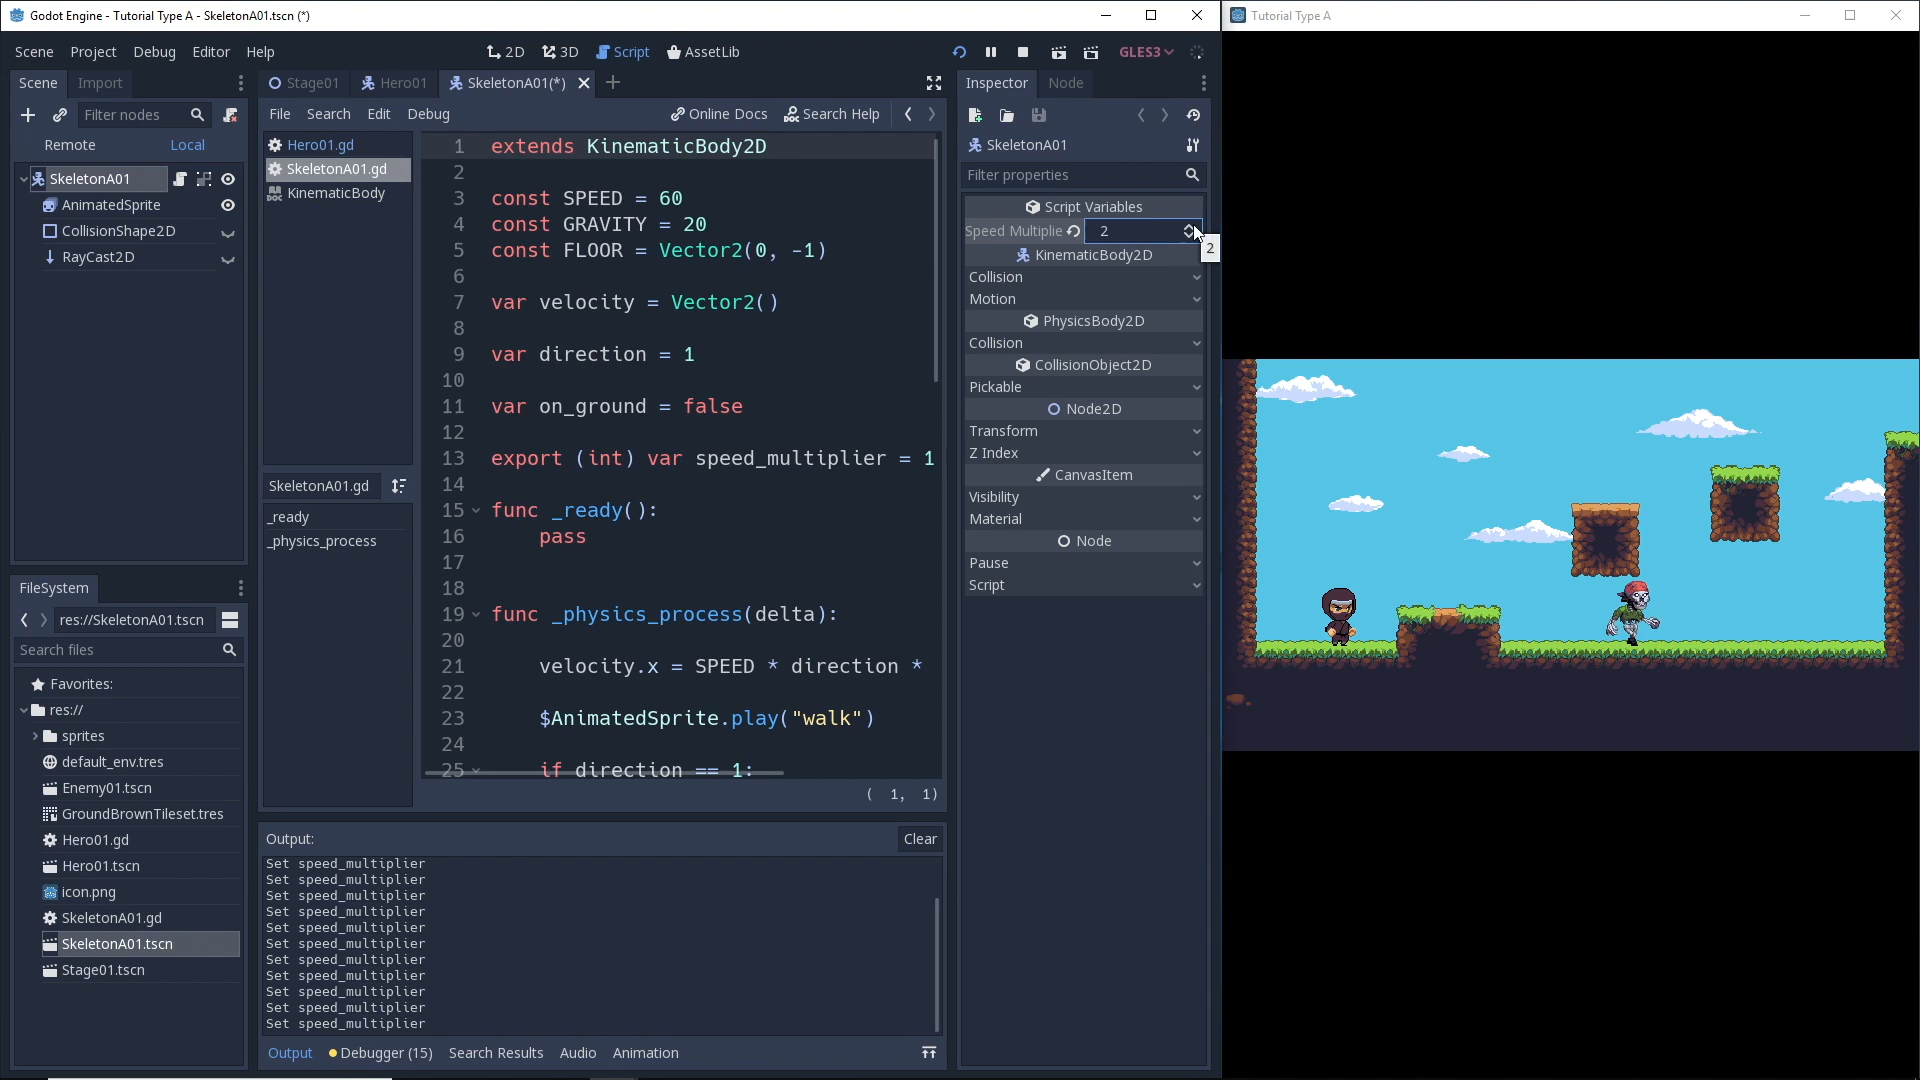 Godot Engine - Tutorial Type A - SkeletonA01.tscn (*)
Tutorial Type A
Scene Project Debug Editor Help
2D 3D Script AssetLib
GLES3
Scene Import
Stage01 Hero01 SkeletonA01(*)
Inspector Node
Filter nodes
File Search Edit Debug
Online Docs Search Help
Remote Local
Hero01.gd
SkeletonA01.gd
KinematicBody
SkeletonA01
AnimatedSprite
CollisionShape2D
RayCast2D
1 extends KinematicBody2D
2
3 const SPEED = 60
4 const GRAVITY = 20
5 const FLOOR = Vector2(0, -1)
6
7 var velocity = Vector2()
8
9 var direction = 1
10
11 var on_ground = false
12
13 export (int) var speed_multiplier = 1
14
15 func _ready():
16 pass
17
18
19 func _physics_process(delta):
20
21 velocity.x = SPEED * direction *
22
23 $AnimatedSprite.play("walk")
24
25 if direction == 1:
( 1, 1)
SkeletonA01.gd
_ready
_physics_process
SkeletonA01
Filter properties
Script Variables
Speed Multiplie 2
2
KinematicBody2D
Collision
Motion
PhysicsBody2D
Collision
CollisionObject2D
Pickable
Node2D
Transform
Z Index
CanvasItem
Visibility
Material
Node
Pause
Script
FileSystem
res://SkeletonA01.tscn
Search files
Favorites:
res://
sprites
default_env.tres
Enemy01.tscn
GroundBrownTileset.tres
Hero01.gd
Hero01.tscn
icon.png
SkeletonA01.gd
SkeletonA01.tscn
Stage01.tscn
Output: Clear
Set speed_multiplier
Set speed_multiplier
Set speed_multiplier
Set speed_multiplier
Set speed_multiplier
Set speed_multiplier
Set speed_multiplier
Set speed_multiplier
Set speed_multiplier
Set speed_multiplier
Set speed_multiplier
Output Debugger (15) Search Results Audio Animation